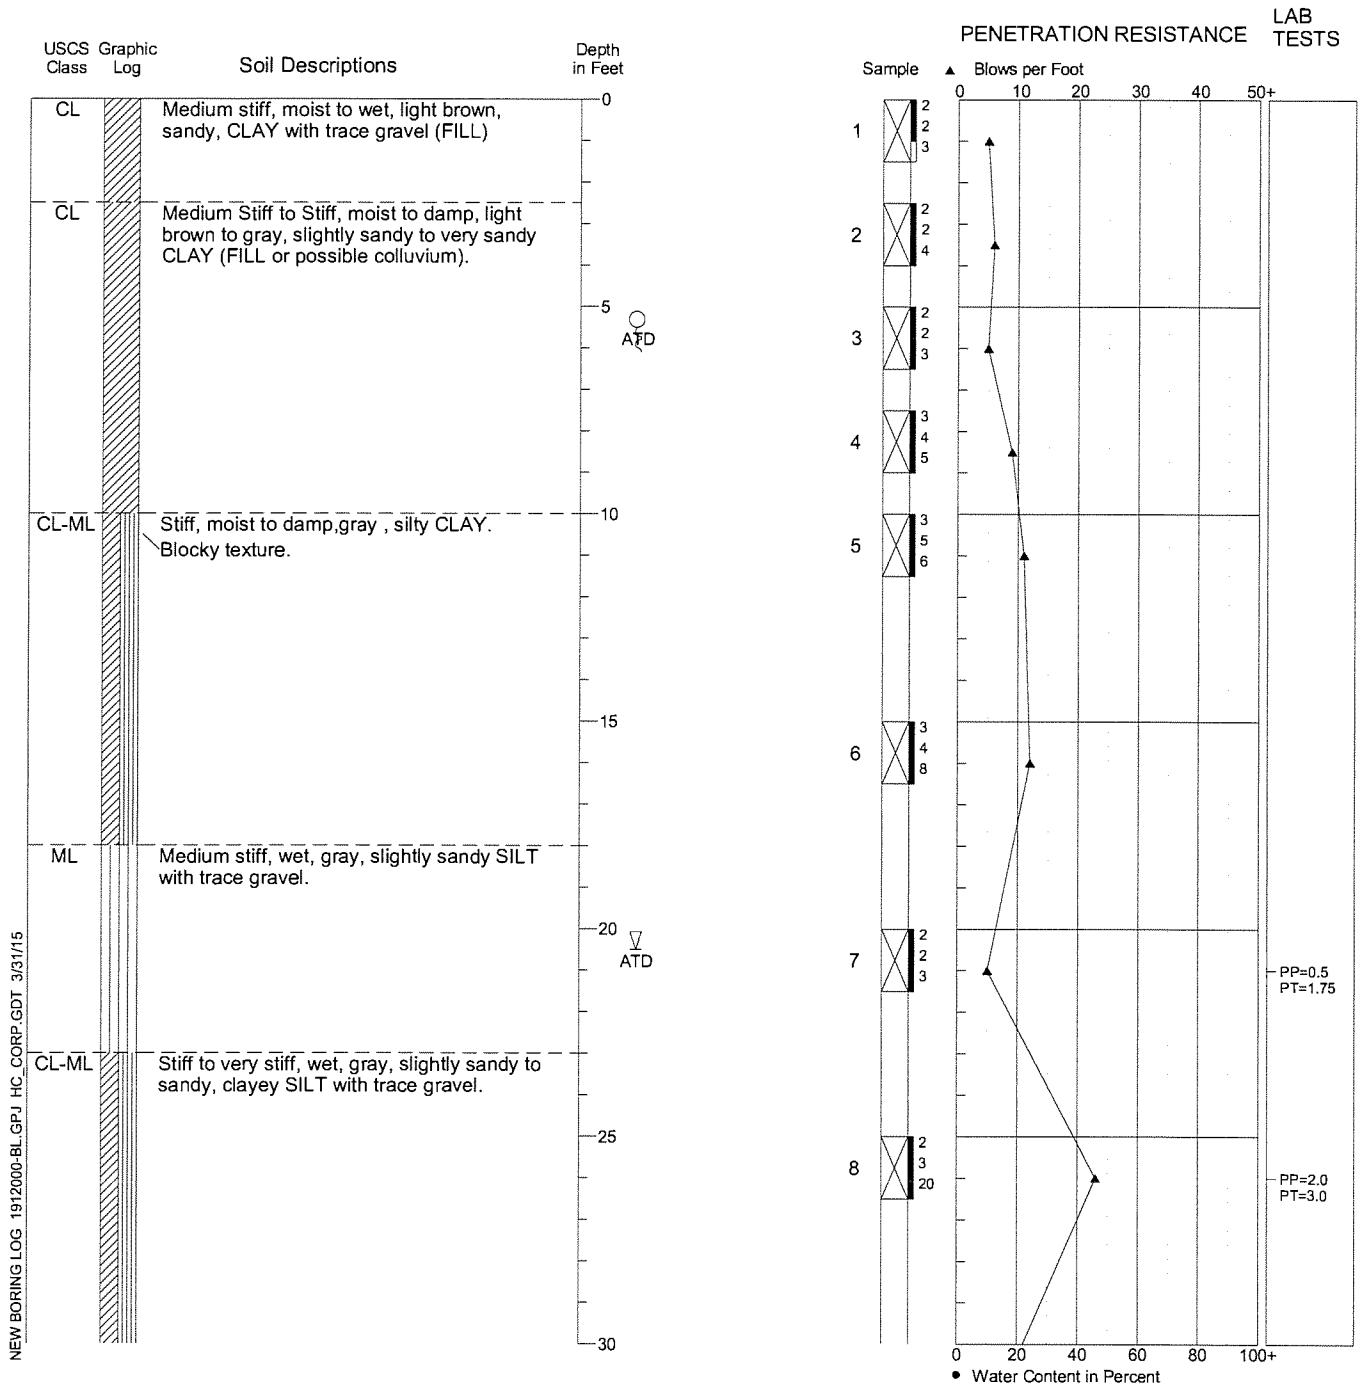 PENETRATION RESISTANCE
LAB
TESTS
USCS Graphic
Class Log
Soil Descriptions
Depth
in Feet
Sample
▲ Blows per Foot
0 10 20 30 40 50+
CL
Medium stiff, moist to wet, light brown,
sandy, CLAY with trace gravel (FILL)
0
1
2
2
3
CL
Medium Stiff to Stiff, moist to damp, light
brown to gray, slightly sandy to very sandy
CLAY (FILL or possible colluvium).
2
2
2
4
5
ATD
3
2
2
3
4
3
4
5
CL-ML
Stiff, moist to damp,gray , silty CLAY.
Blocky texture.
10
5
3
5
6
15
6
3
4
8
ML
Medium stiff, wet, gray, slightly sandy SILT
with trace gravel.
20
ATD
7
2
2
3
PP=0.5
PT=1.75
CL-ML
Stiff to very stiff, wet, gray, slightly sandy to
sandy, clayey SILT with trace gravel.
25
8
2
3
20
PP=2.0
PT=3.0
30
0 20 40 60 80 100+
● Water Content in Percent
NEW BORING LOG 1912000-BL.GPJ HC_CORP.GDT 3/31/15